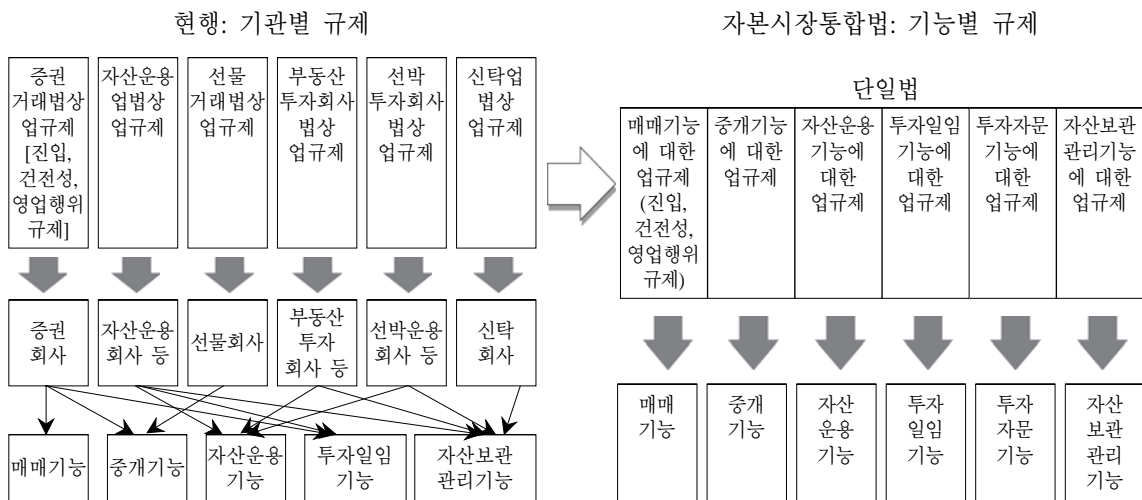 현행: 기관별 규제
증권
거래법상
업규제
[진입,
건전성,
영업행위
규제]
자산운용
업법상
업규제
선물
거래법상
업규제
부동산
투자회사
법상
업규제
선박
투자회사
법상
업규제
신탁업
법상
업규제
증권
회사
자산운용
회사 등
선물회사
부동산
투자
회사 등
선박운용
회사 등
신탁
회사
매매기능
중개기능
자산운용
기능
투자일임
기능
자산보관
관리기능
자본시장통합법: 기능별 규제
단일법
매매기능
에 대한
업규제
(진입,
건전성,
영업행위
규제)
중개기능
에 대한
업규제
자산운용
기능에
대한
업규제
투자일임
기능에
대한
업규제
투자자문
기능에
대한
업규제
자산보관
관리기능
에 대한
업규제
매매
기능
중개
기능
자산
운용
기능
투자
일임
기능
투자
자문
기능
자산
보관
관리
기능